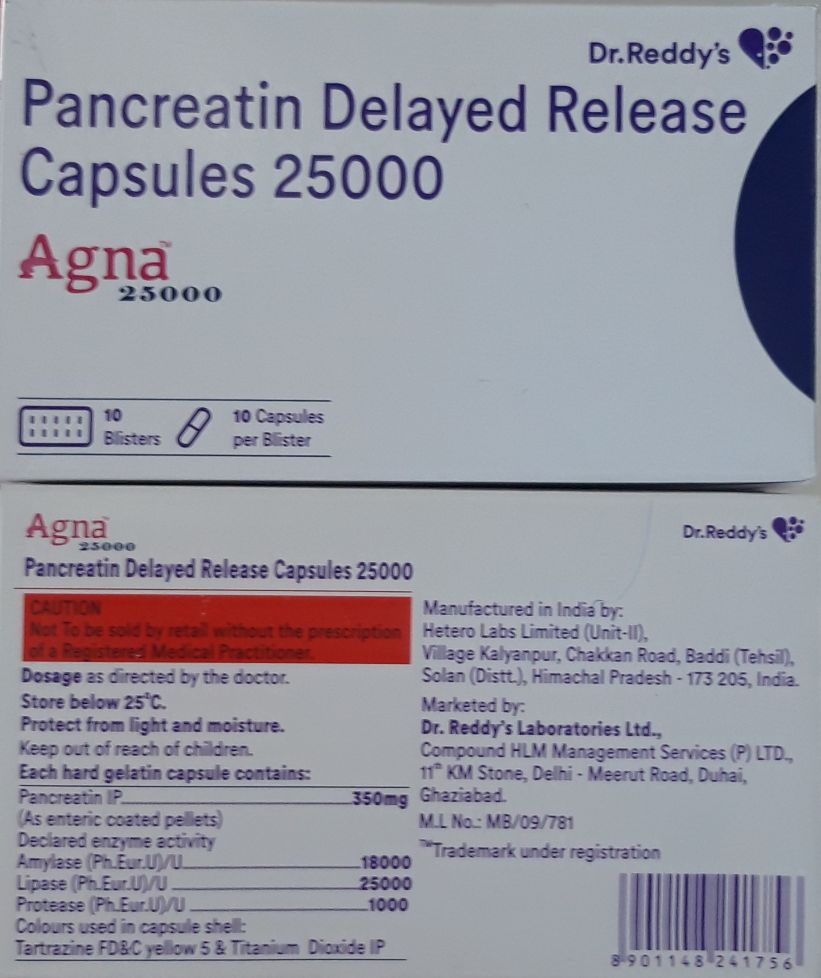 Dr.Reddy's
Pancreatin Delayed Release
Capsules 25000
Agna™
25000
10
Blisters
10 Capsules
per Blister
Agna™
25000
Dr.Reddy's
Pancreatin Delayed Release Capsules 25000
CAUTION
Not To be sold by retail without the prescription
of a Registered Medical Practitioner.
Dosage as directed by the doctor.
Store below 25°C.
Protect from light and moisture.
Keep out of reach of children.
Each hard gelatin capsule contains:
Pancreatin IP 350mg
(As enteric coated pellets)
Declared enzyme activity
Amylase (Ph.Eur.U)/U 18000
Lipase (Ph.Eur.U)/U 25000
Protease (Ph.Eur.U)/U 1000
Colours used in capsule shell:
Tartrazine FD&C yellow 5 & Titanium Dioxide IP
Manufactured in India by:
Hetero Labs Limited (Unit-II),
Village Kalyanpur, Chakkan Road, Baddi (Tehsil),
Solan (Distt.), Himachal Pradesh - 173 205, India.
Marketed by:
Dr. Reddy's Laboratories Ltd.,
Compound HLM Management Services (P) LTD.,
11th KM Stone, Delhi - Meerut Road, Duhai,
Ghaziabad.
M.L No.: MB/09/781
™Trademark under registration
8 901148 241756